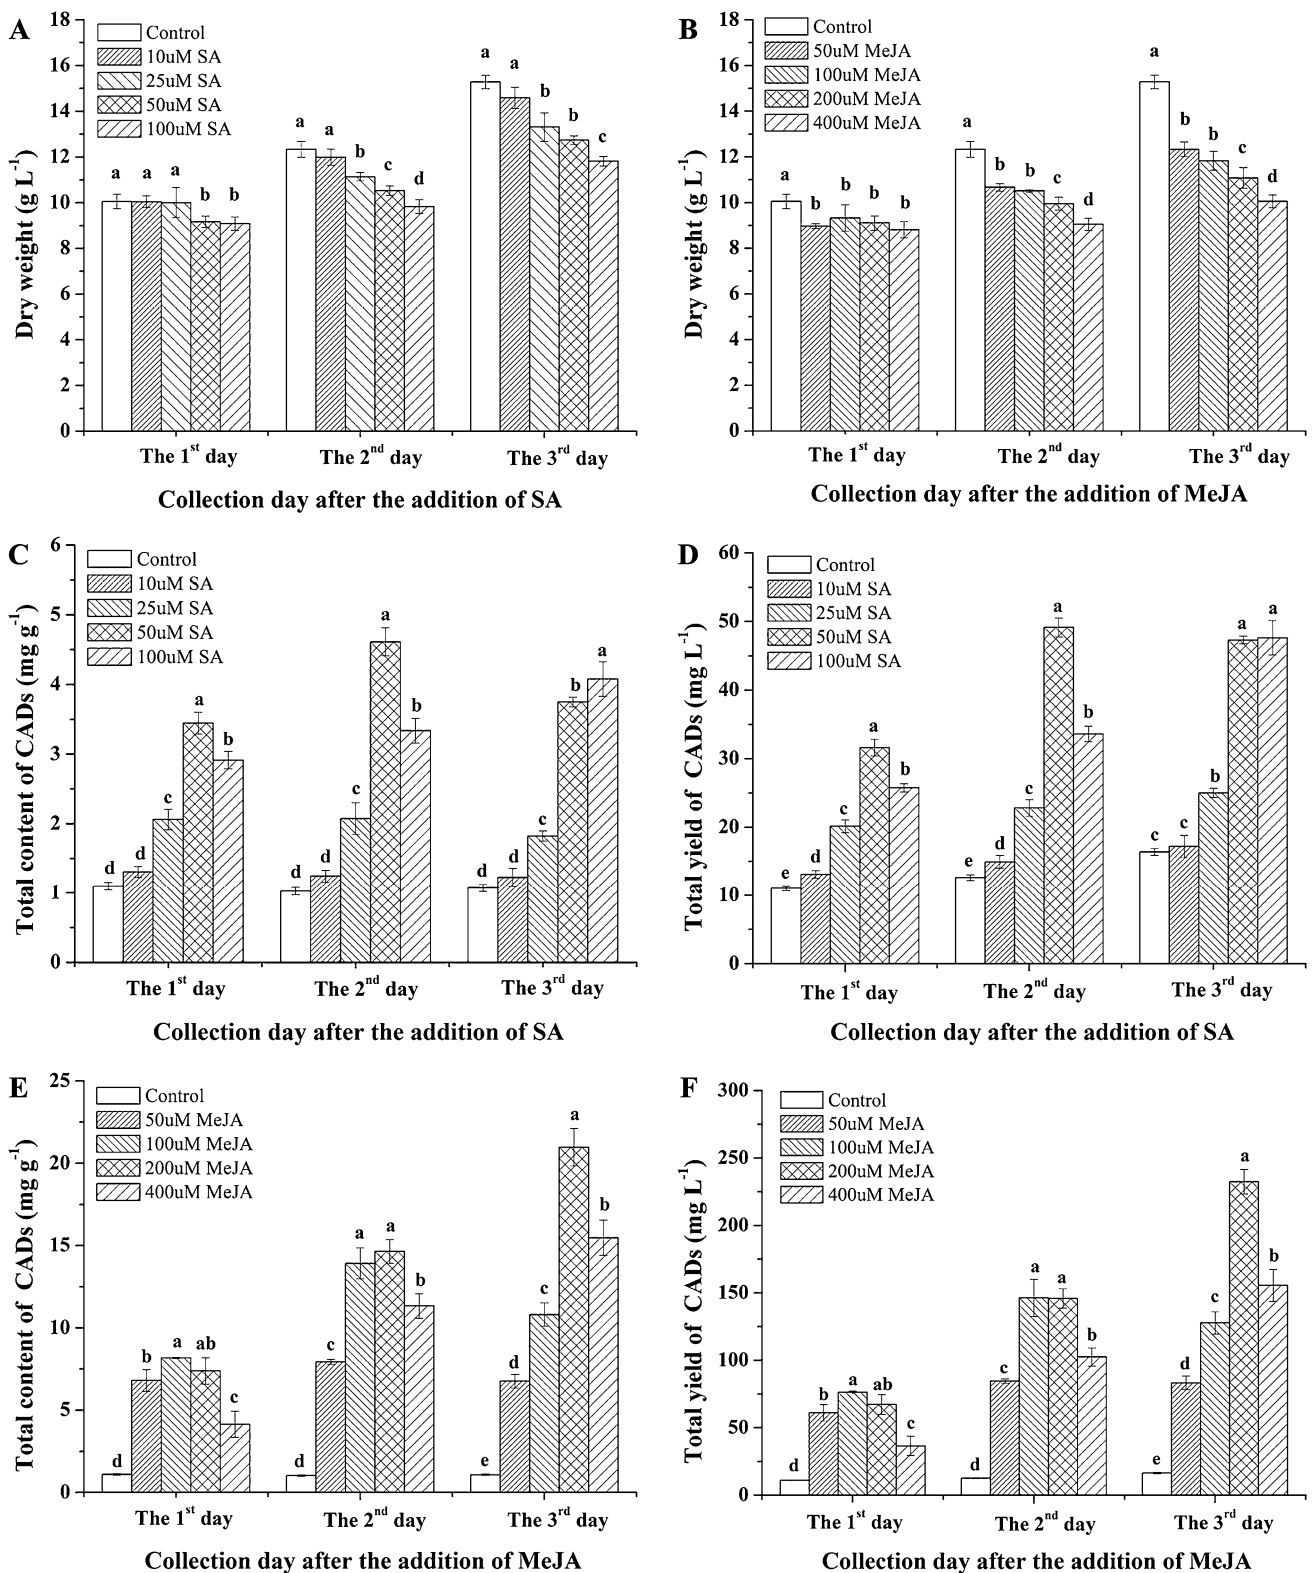 A
Dry weight (g L-1)
18
16
14
12
10
8
6
4
2
0
Control
10uM SA
25uM SA
50uM SA
100uM SA
a a a b b
a a b c d
a a b b c
The 1st day The 2nd day The 3rd day
Collection day after the addition of SA
B
Dry weight (g L-1)
18
16
14
12
10
8
6
4
2
0
Control
50uM MeJA
100uM MeJA
200uM MeJA
400uM MeJA
a b b b b
a b b c d
a b b c d
The 1st day The 2nd day The 3rd day
Collection day after the addition of MeJA
C
Total content of CADs (mg g-1)
6
5
4
3
2
1
0
Control
10uM SA
25uM SA
50uM SA
100uM SA
d d c a b
d d c a b
d d c b a
The 1st day The 2nd day The 3rd day
Collection day after the addition of SA
D
Total yield of CADs (mg L-1)
60
50
40
30
20
10
0
Control
10uM SA
25uM SA
50uM SA
100uM SA
e d c a b
e d c a b
c c b a a
The 1st day The 2nd day The 3rd day
Collection day after the addition of SA
E
Total content of CADs (mg g-1)
25
20
15
10
5
0
Control
50uM MeJA
100uM MeJA
200uM MeJA
400uM MeJA
d b a ab c
d c a a b
e d c a b
The 1st day The 2nd day The 3rd day
Collection day after the addition of MeJA
F
Total yield of CADs (mg L-1)
300
250
200
150
100
50
0
Control
50uM MeJA
100uM MeJA
200uM MeJA
400uM MeJA
d b a ab c
d c a a b
e d c a b
The 1st day The 2nd day The 3rd day
Collection day after the addition of MeJA